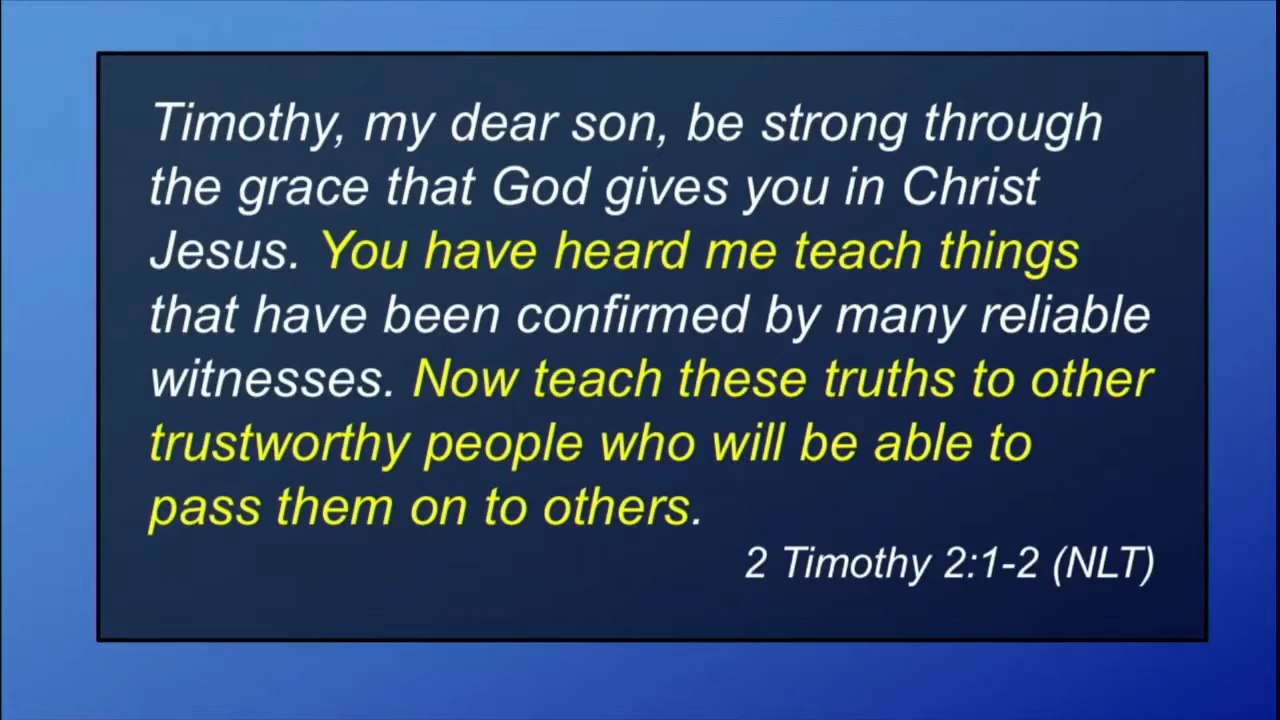 Timothy, my dear son, be strong through
the grace that God gives you in Christ
Jesus. You have heard me teach things
that have been confirmed by many reliable
witnesses. Now teach these truths to other
trustworthy people who will be able to
pass them on to others.
2 Timothy 2:1-2 (NLT)